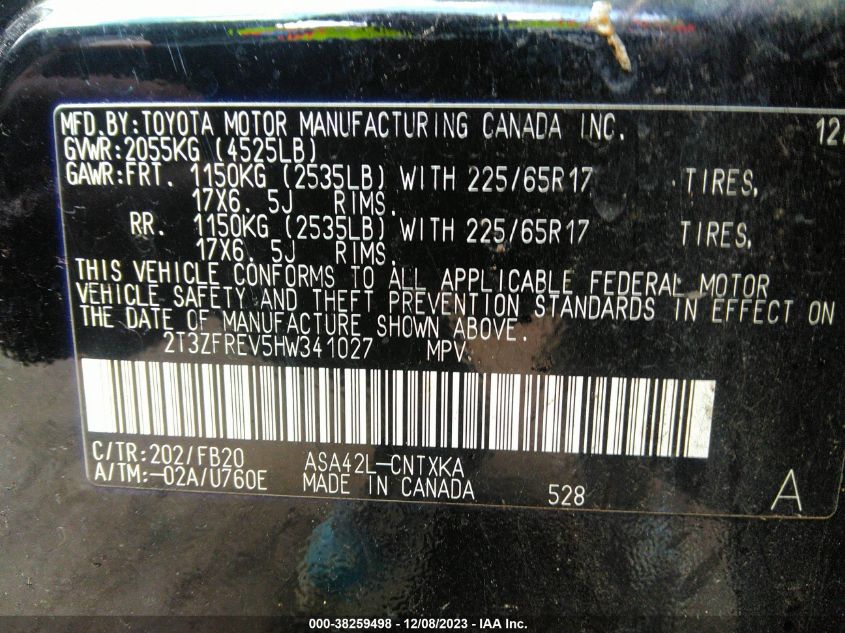 MFD.BY:TOYOTA MOTOR MANUFACTURING CANADA INC. 12/
GVWR:2055KG (4525LB)
GAWR:FRT. 1150KG (2535LB) WITH 225/65R17 TIRES,
17X6. 5J RIMS.
RR. 1150KG (2535LB) WITH 225/65R17 TIRES,
17X6. 5J RIMS.
THIS VEHICLE CONFORMS TO ALL APPLICABLE FEDERAL MOTOR
VEHICLE SAFETY AND THEFT PREVENTION STANDARDS IN EFFECT ON
THE DATE OF MANUFACTURE SHOWN ABOVE.
2T3ZFREV5HW341027 MPV
C/TR:202/FB20 ASA42L-CNTXKA
A/TM:-02A/U760E MADE IN CANADA 528 A
000-38259498 - 12/08/2023 - IAA Inc.